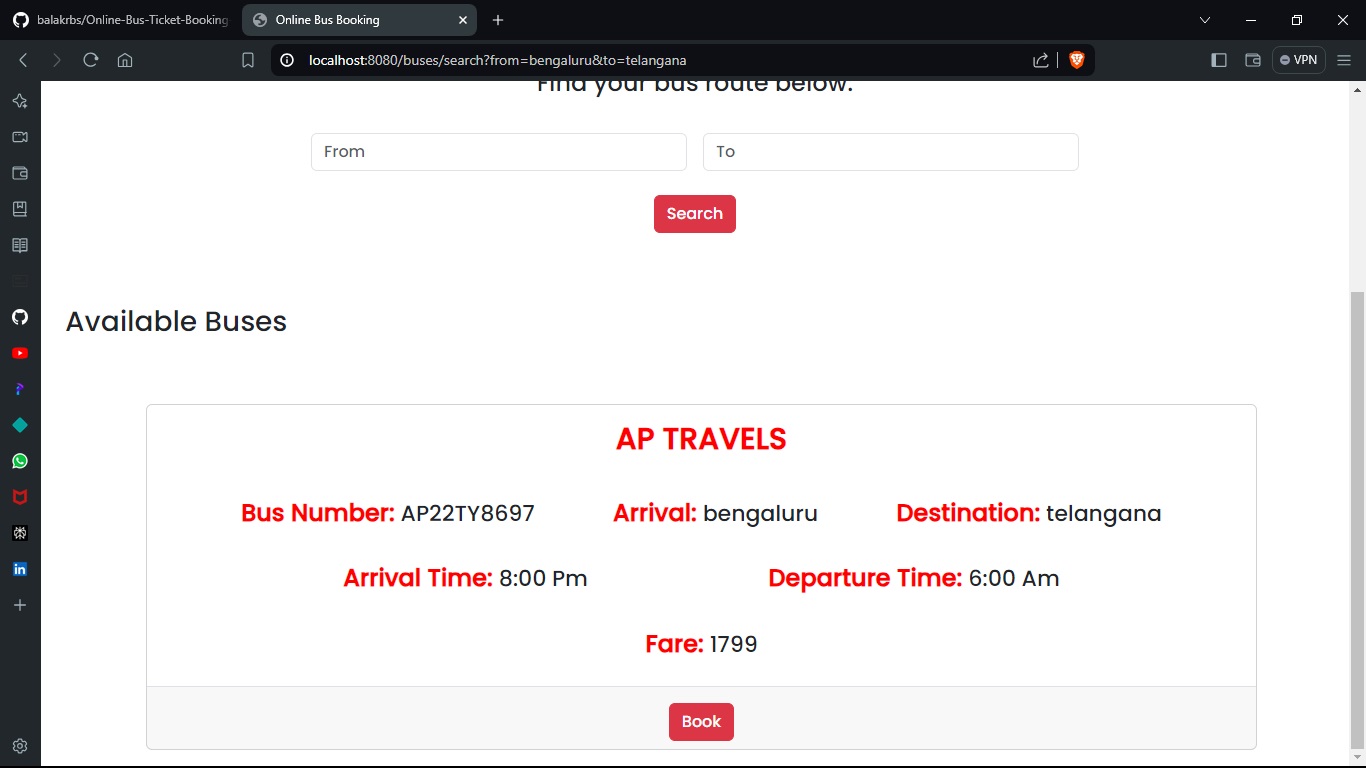 balakrbs/Online-Bus-Ticket-Booking
Online Bus Booking
localhost:8080/buses/search?from=bengaluru&to=telangana
VPN
Find your bus route below.
From
To
Search
Available Buses
AP TRAVELS
Bus Number: AP22TY8697
Arrival: bengaluru
Destination: telangana
Arrival Time: 8:00 Pm
Departure Time: 6:00 Am
Fare: 1799
Book